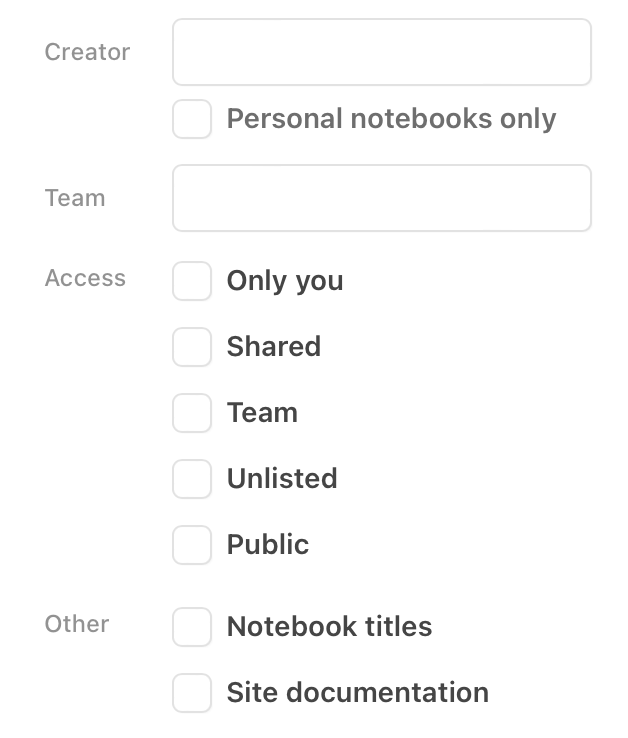 Creator
Personal notebooks only
Team
Access
Only you
Shared
Team
Unlisted
Public
Other
Notebook titles
Site documentation